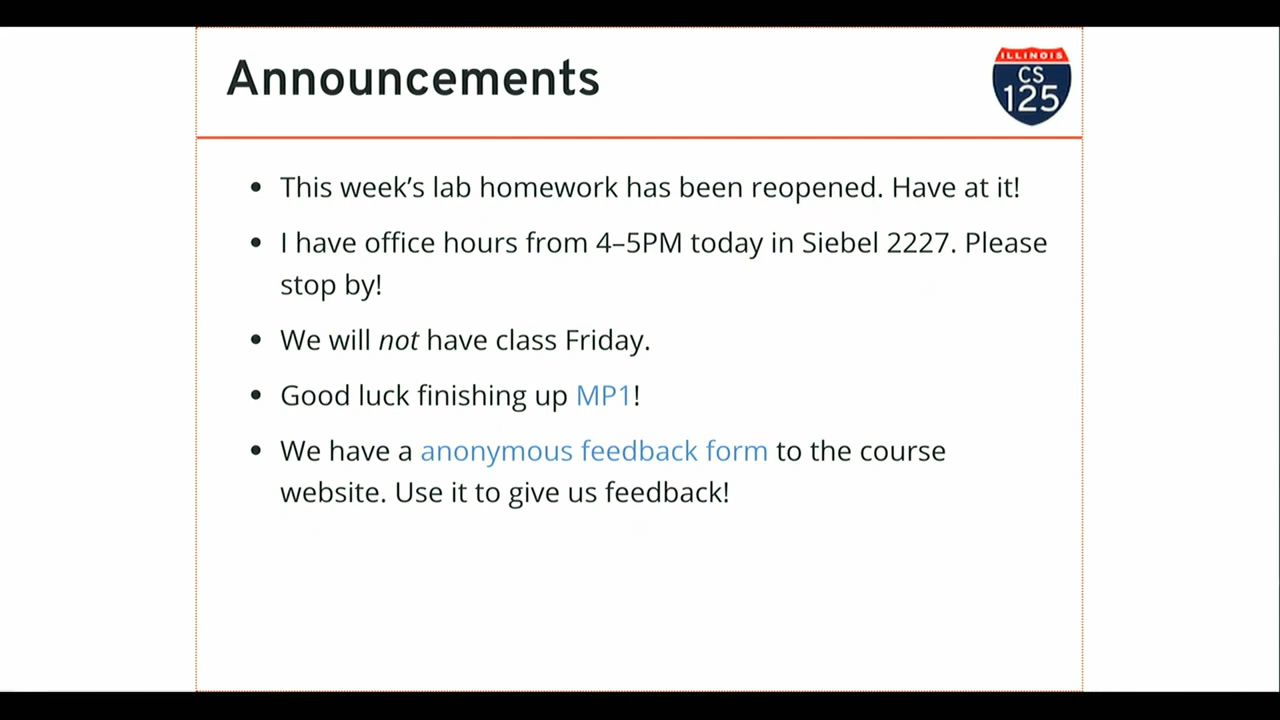 Announcements
ILLINOIS
CS
125
• This week’s lab homework has been reopened. Have at it!
• I have office hours from 4–5PM today in Siebel 2227. Please
stop by!
• We will not have class Friday.
• Good luck finishing up MP1!
• We have a anonymous feedback form to the course
website. Use it to give us feedback!